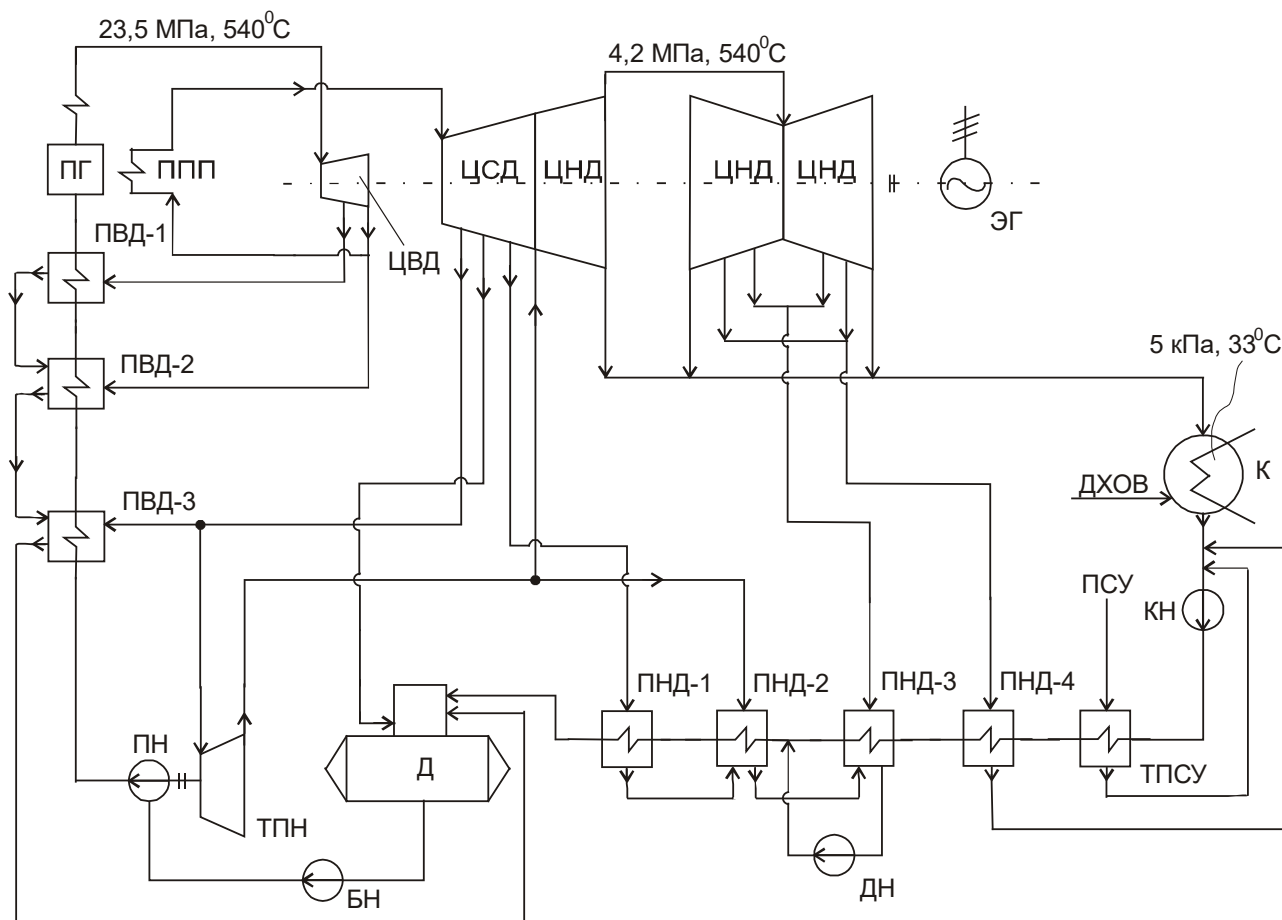 23,5 МПа, 540⁰С
4,2 МПа, 540⁰С
ПГ
ППП
ЦСД
ЦНД
ЦНД
ЦНД
ЭГ
ПВД-1
ЦВД
ПВД-2
5 кПа, 33⁰С
К
ДХОВ
ПВД-3
ПСУ
КН
ПНД-1
ПНД-2
ПНД-3
ПНД-4
ПН
Д
ТПСУ
ТПН
БН
ДН